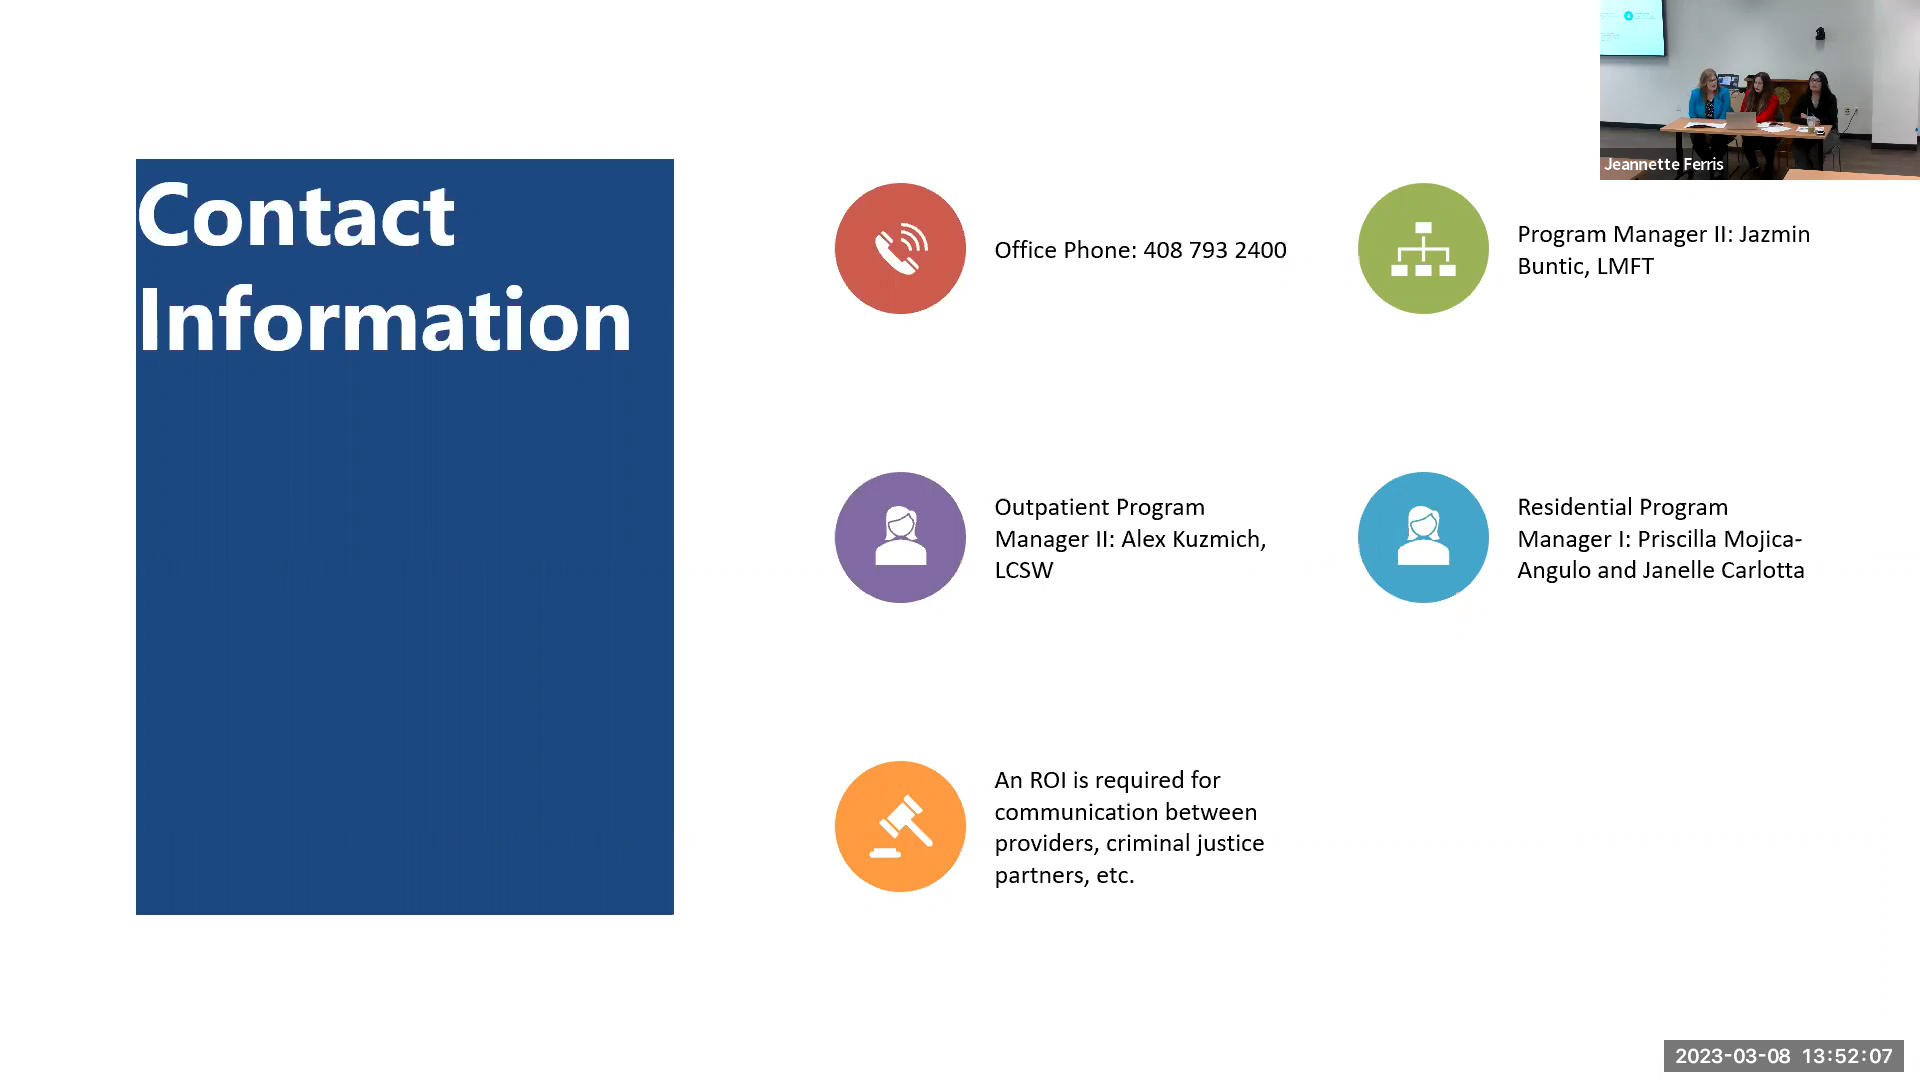 Contact
Information
Office Phone: 408 793 2400
Program Manager II: Jazmin
Buntic, LMFT
Outpatient Program
Manager II: Alex Kuzmich,
LCSW
Residential Program
Manager I: Priscilla Mojica-
Angulo and Janelle Carlotta
An ROI is required for
communication between
providers, criminal justice
partners, etc.
Jeannette Ferris
2023-03-08 13:52:07